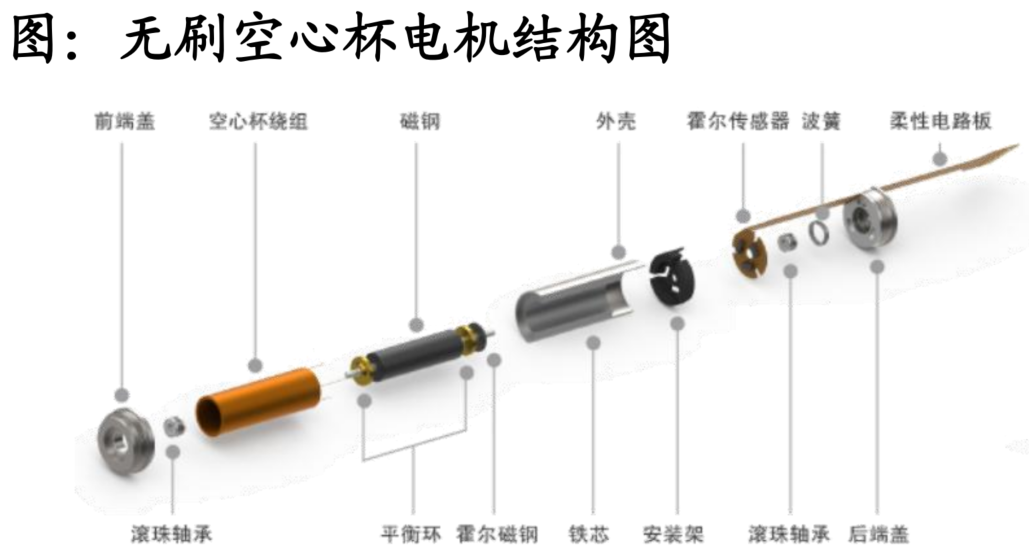 图：无刷空心杯电机结构图
前端盖 空心杯绕组 磁钢 外壳 霍尔传感器 波簧 柔性电路板
滚珠轴承 平衡环 霍尔磁钢 铁芯 安装架 滚珠轴承 后端盖